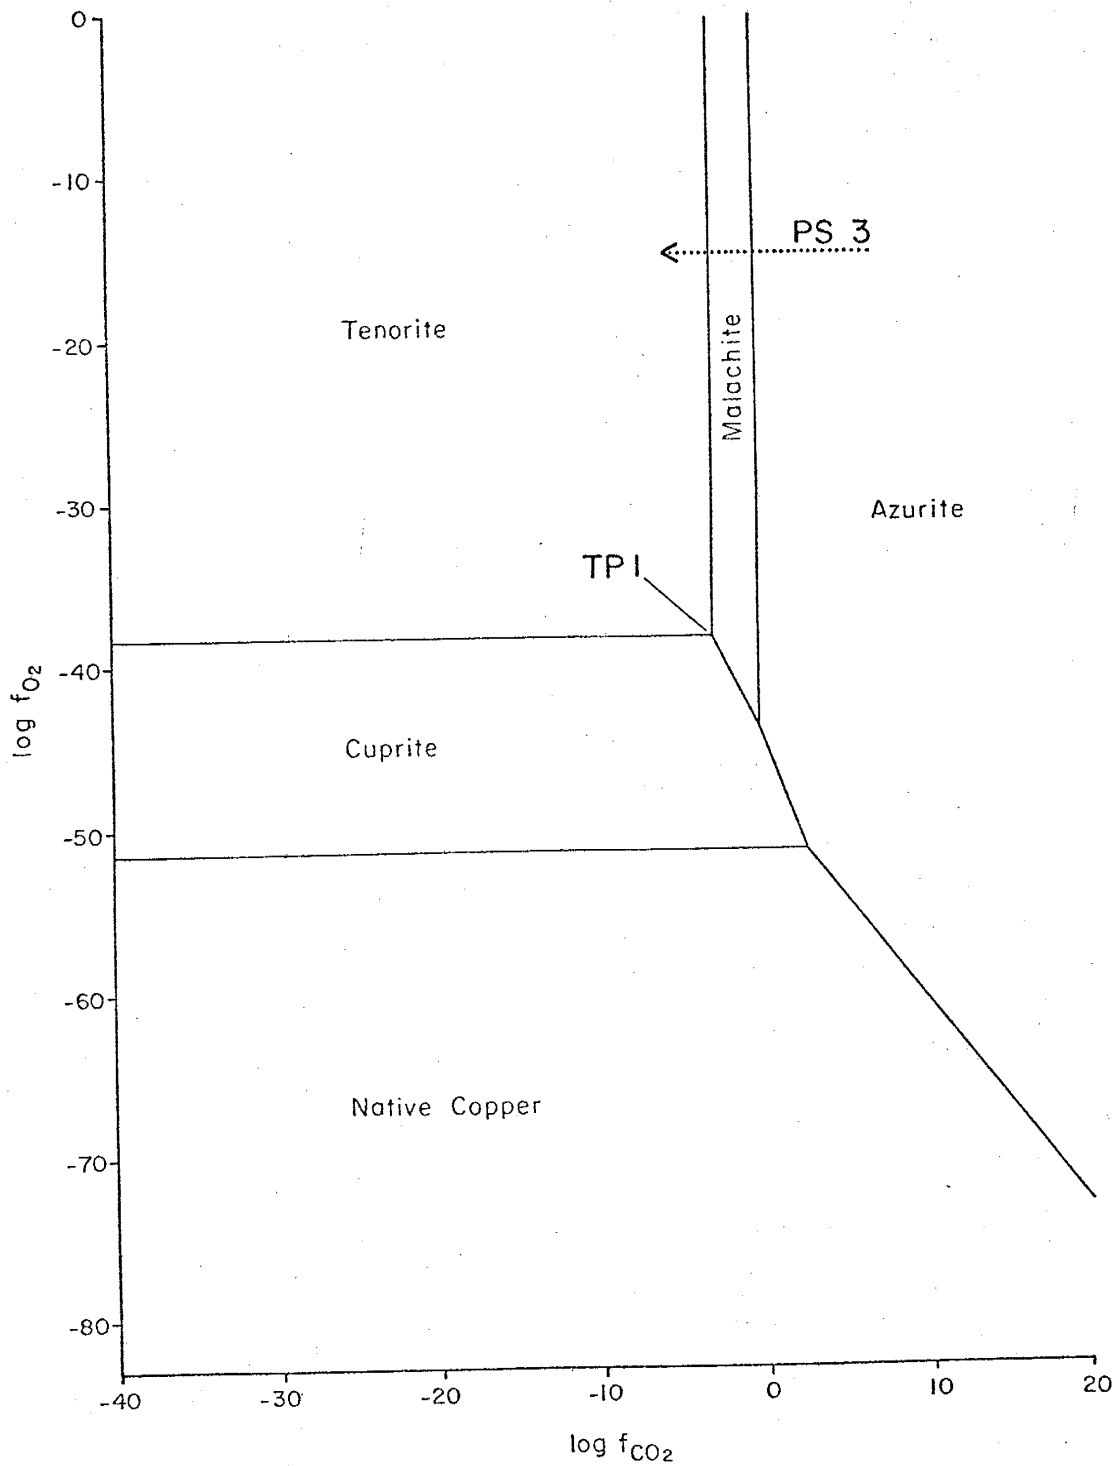 0
-10
PS 3
Tenorite
-20
Malachite
-30
Azurite
TP1
-40
log fO2
Cuprite
-50
-60
Native Copper
-70
-80
-40 -30 -20 -10 0 10 20
log fCO2